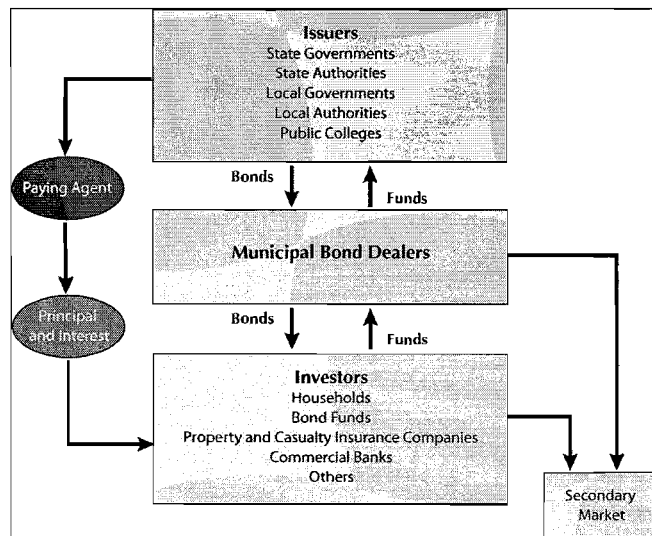 Issuers
State Governments
State Authorities
Local Governments
Local Authorities
Public Colleges
Paying Agent
Bonds
Funds
Municipal Bond Dealers
Principal
and Interest
Bonds
Funds
Investors
Households
Bond Funds
Property and Casualty Insurance Companies
Commercial Banks
Others
Secondary
Market